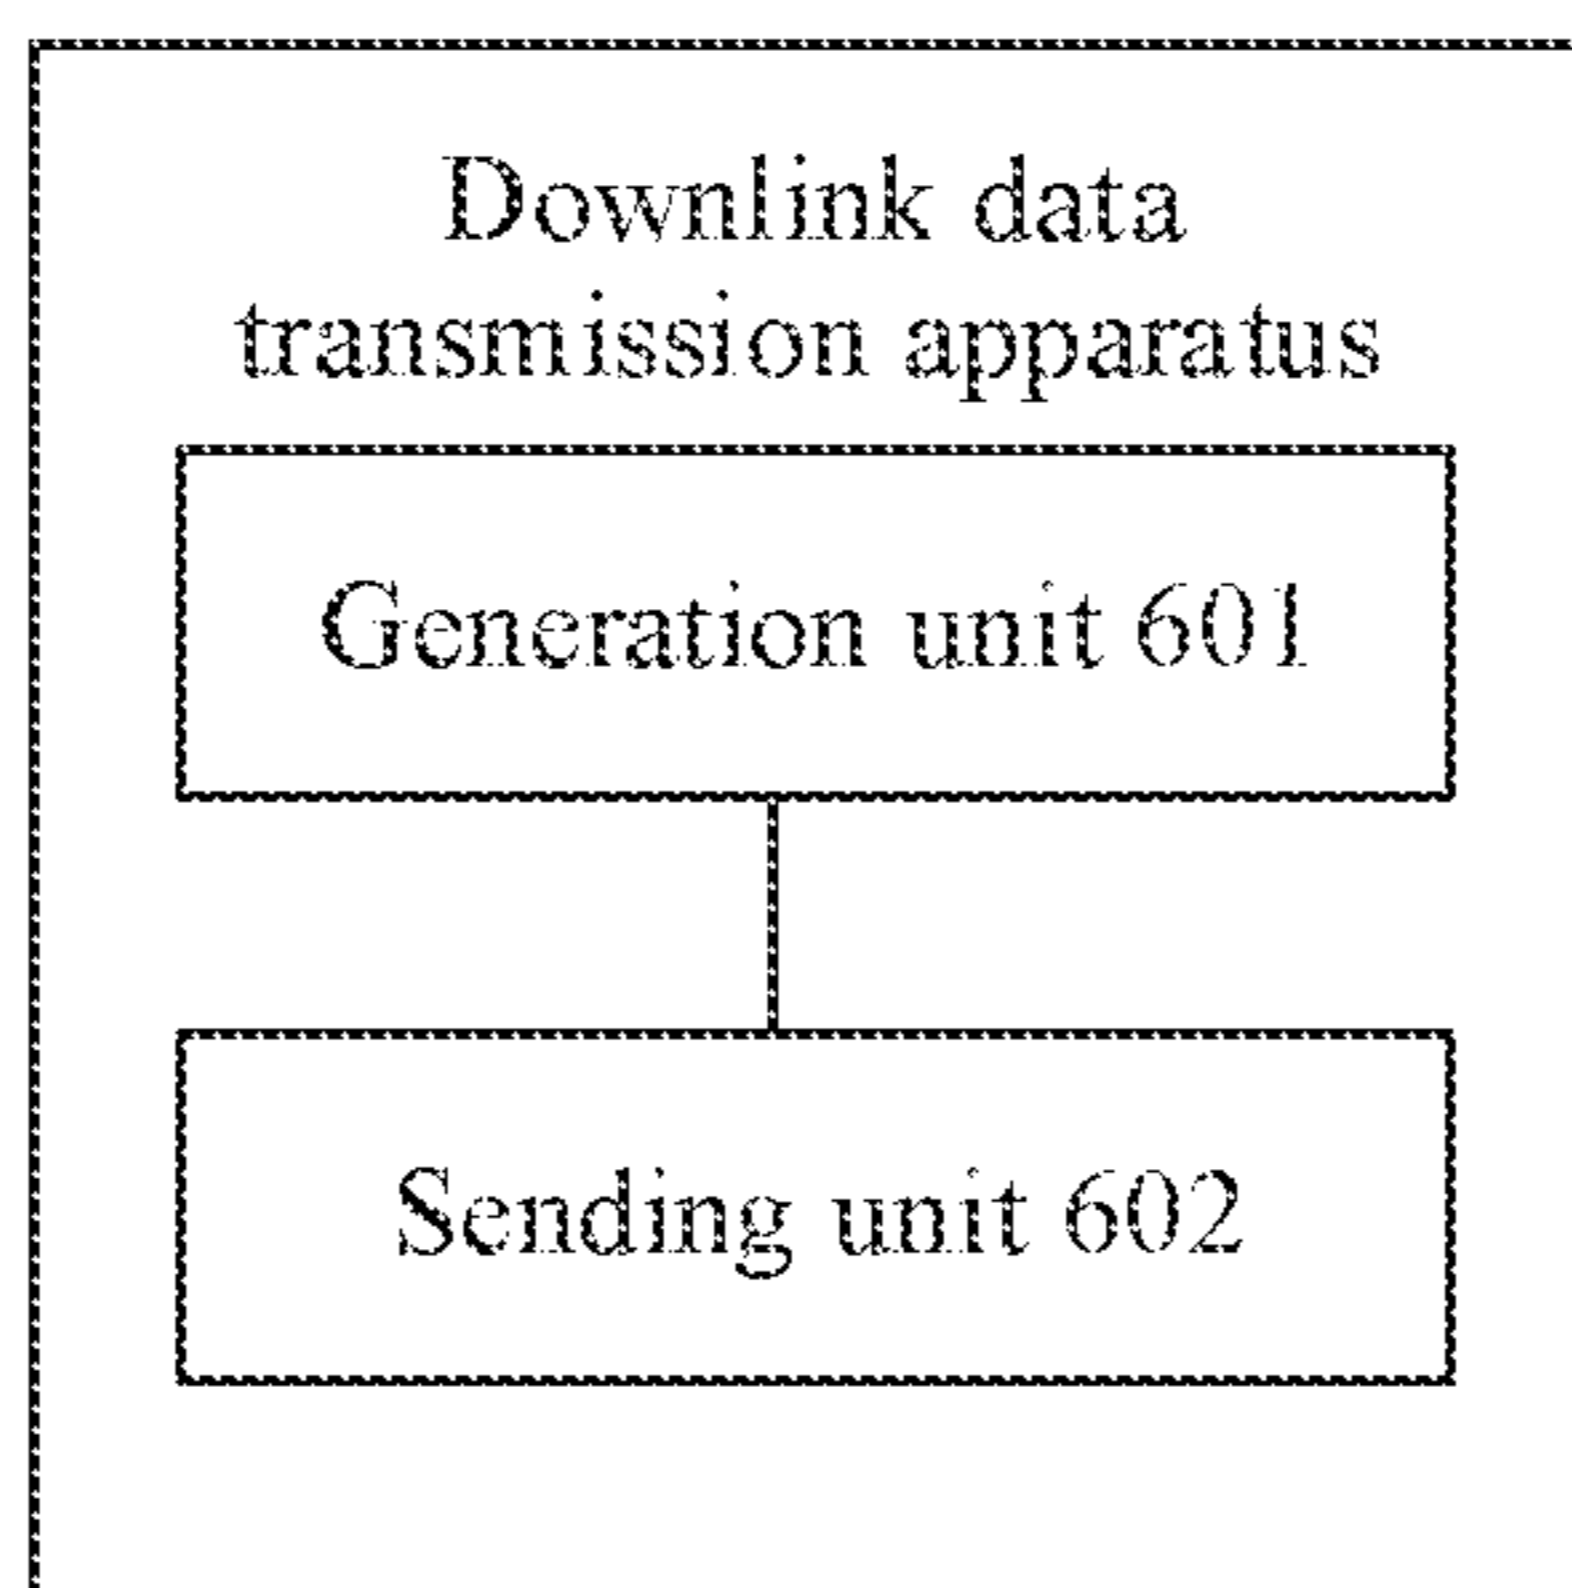 Downlink data
transmission apparatus
Generation unit 601
Sending unit 602